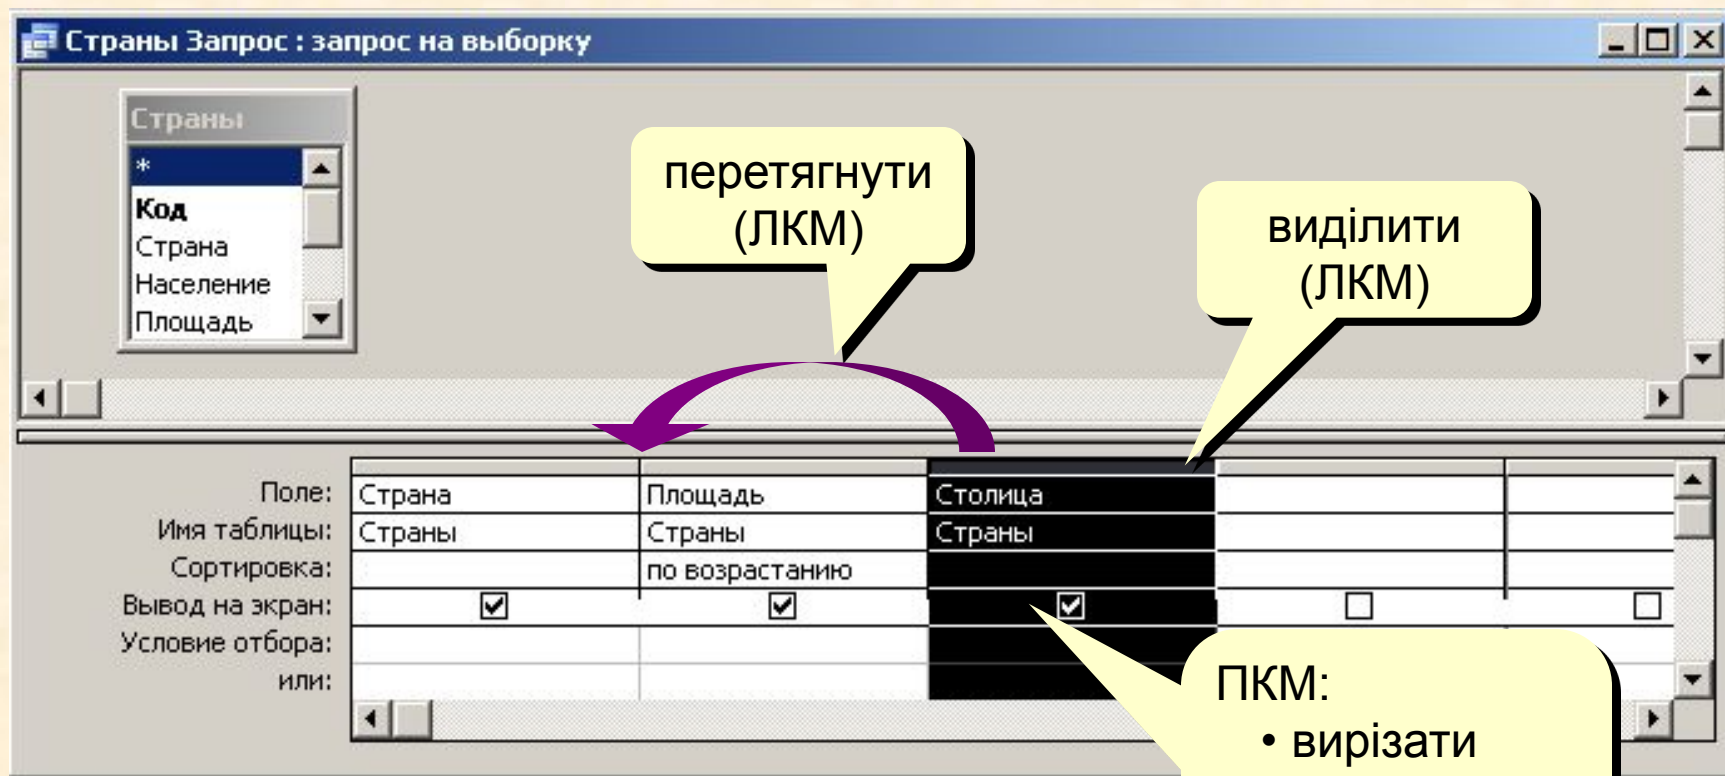 Страны Запрос : запрос на выборку
Страны
*
Код
Страна
Население
Площадь
перетягнути
(ЛКМ)
виділити
(ЛКМ)
Поле: Страна Площадь Столица
Имя таблицы: Страны Страны Страны
Сортировка: по возрастанию
Вывод на экран:
Условие отбора:
или:
ПКМ:
• вирізати